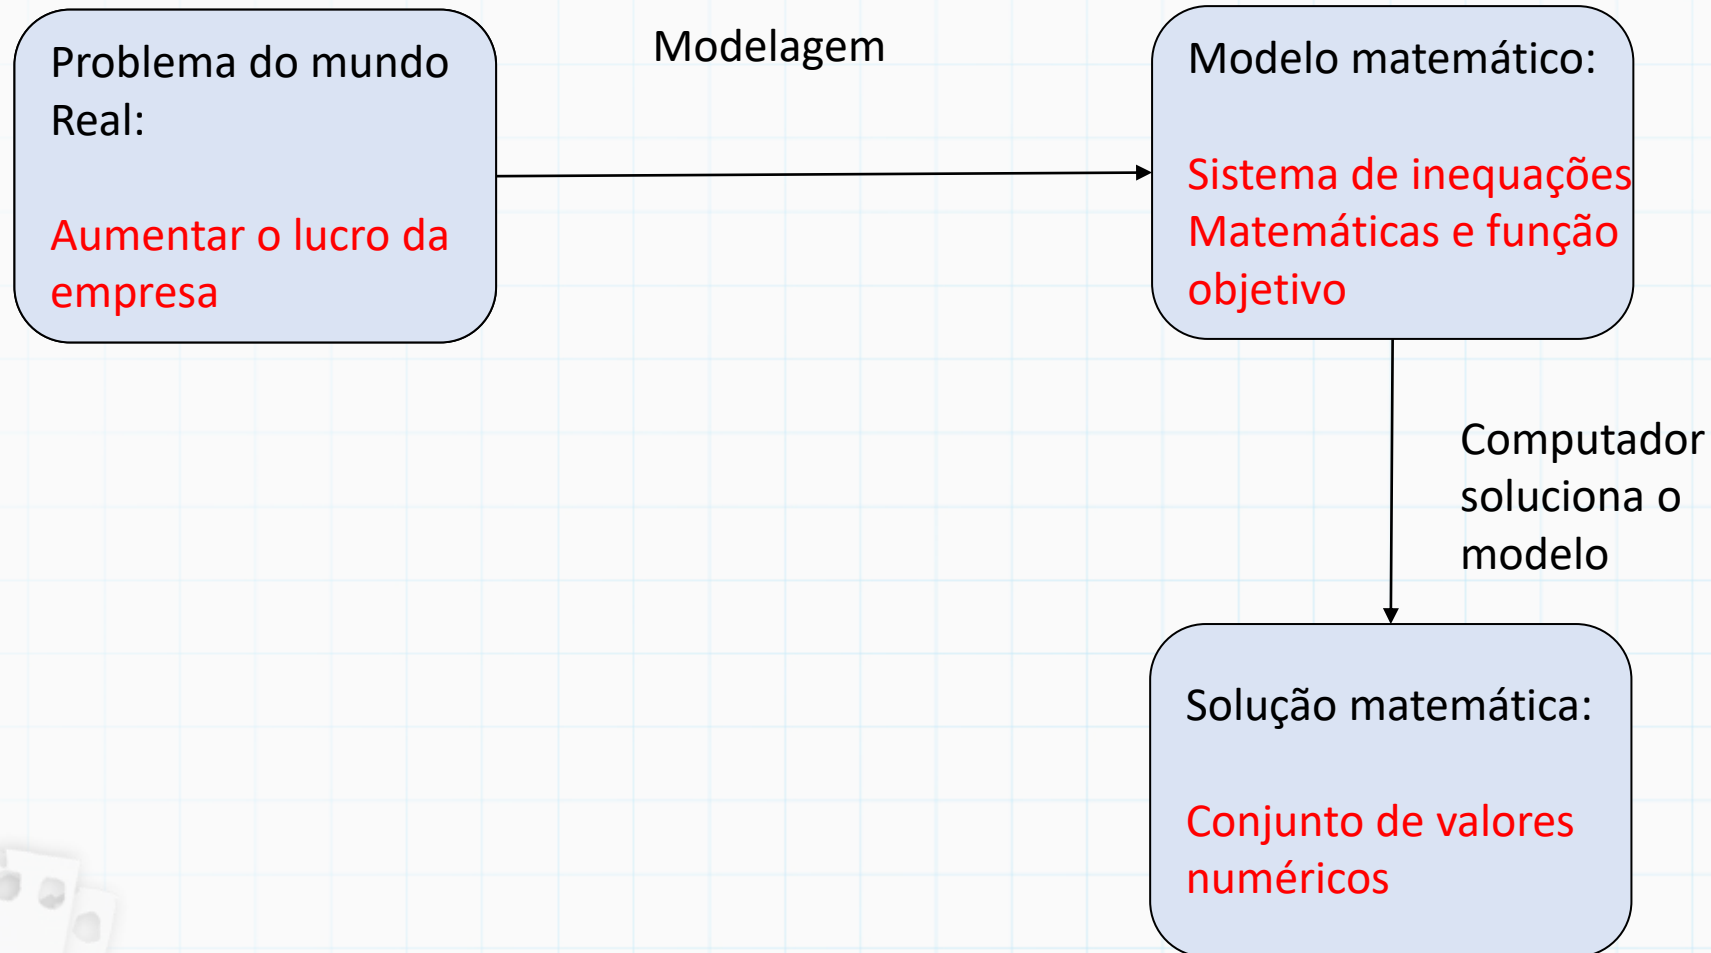 Problema do mundo
Real:
Aumentar o lucro da
empresa
Modelagem
Modelo matemático:
Sistema de inequações
Matemáticas e função
objetivo
Computador
soluciona o
modelo
Solução matemática:
Conjunto de valores
numéricos